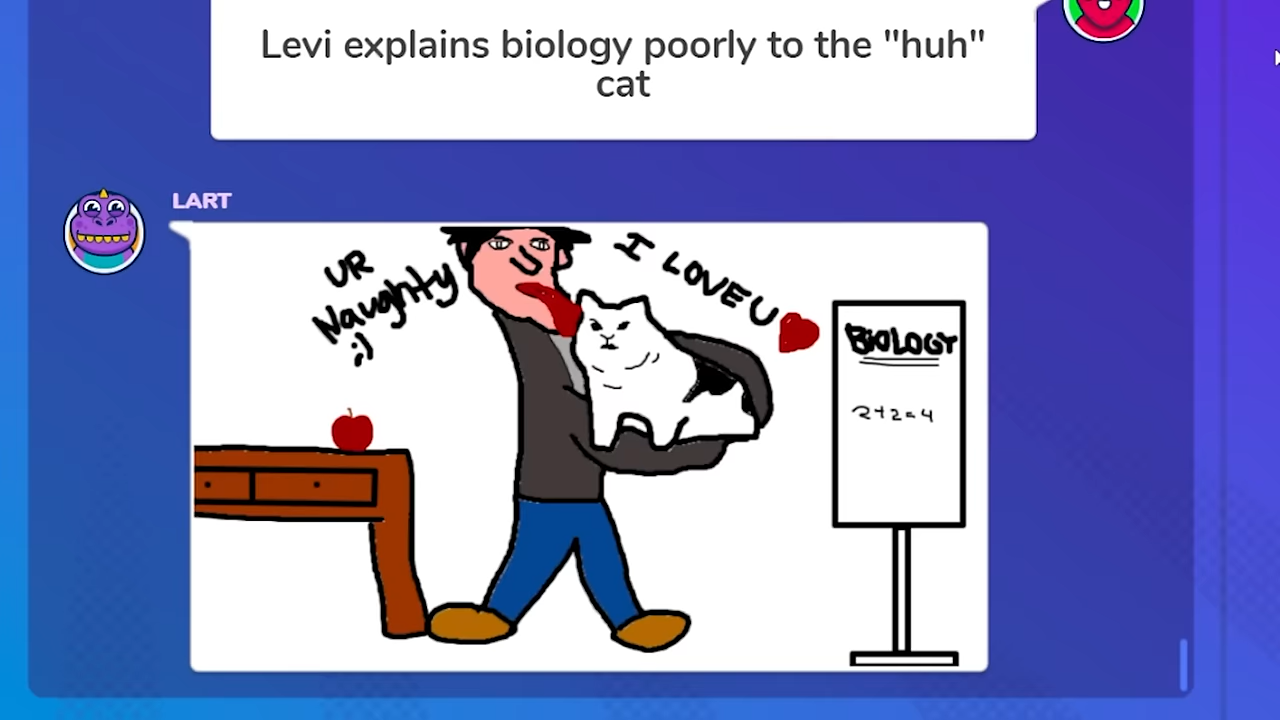 Levi explains biology poorly to the "huh"
cat
LART
UR
Naughty
;)
I LOVE U
BIOLOGY
2+2=4